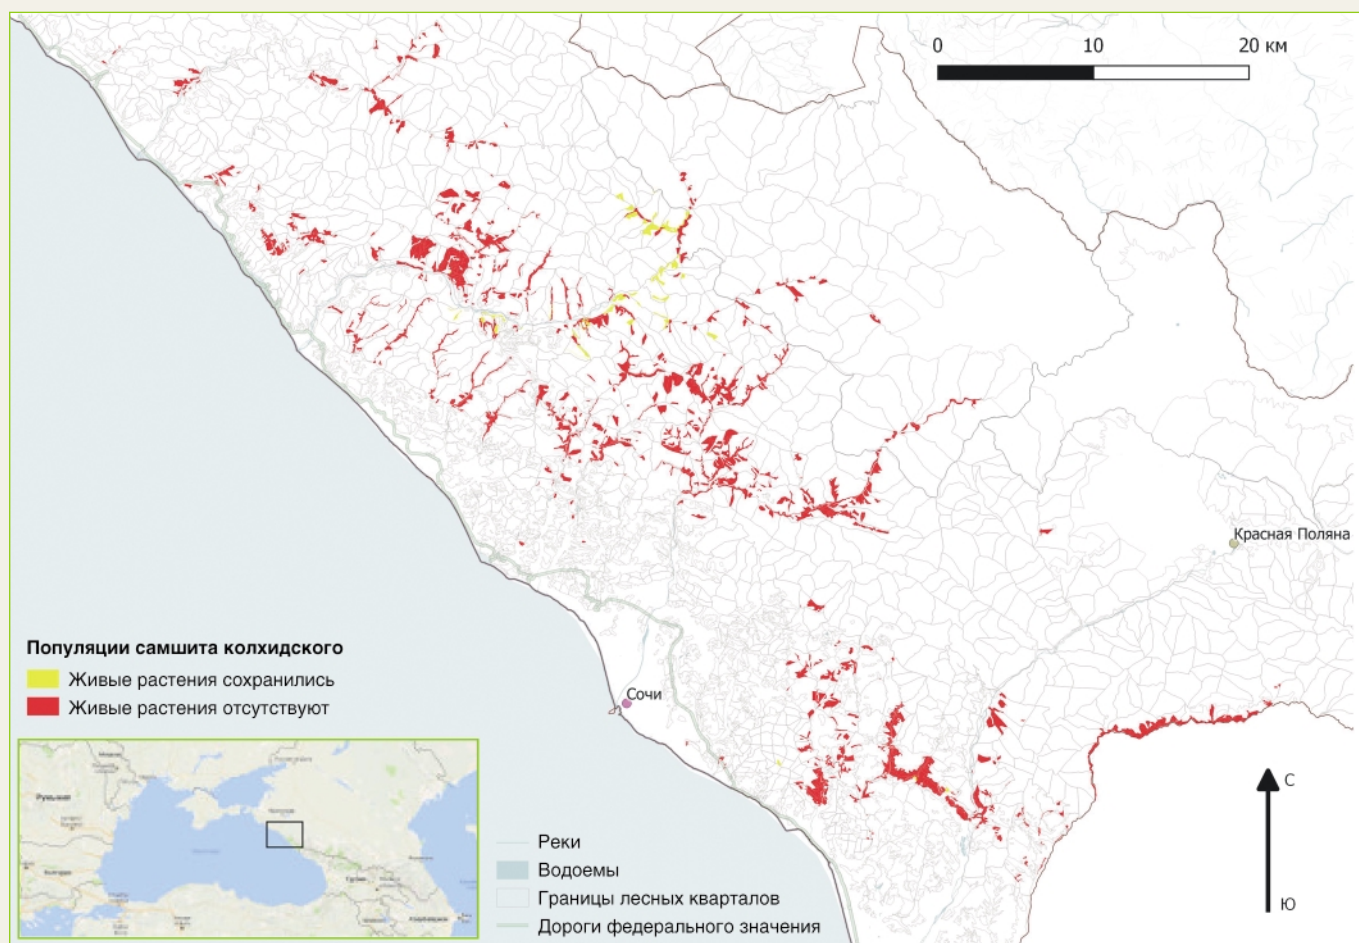 0 10 20 км
Красная Поляна
Сочи
Популяции самшита колхидского
Живые растения сохранились
Живые растения отсутствуют
Румыния
Реки
Водоемы
Границы лесных кварталов
Дороги федерального значения
С
Ю